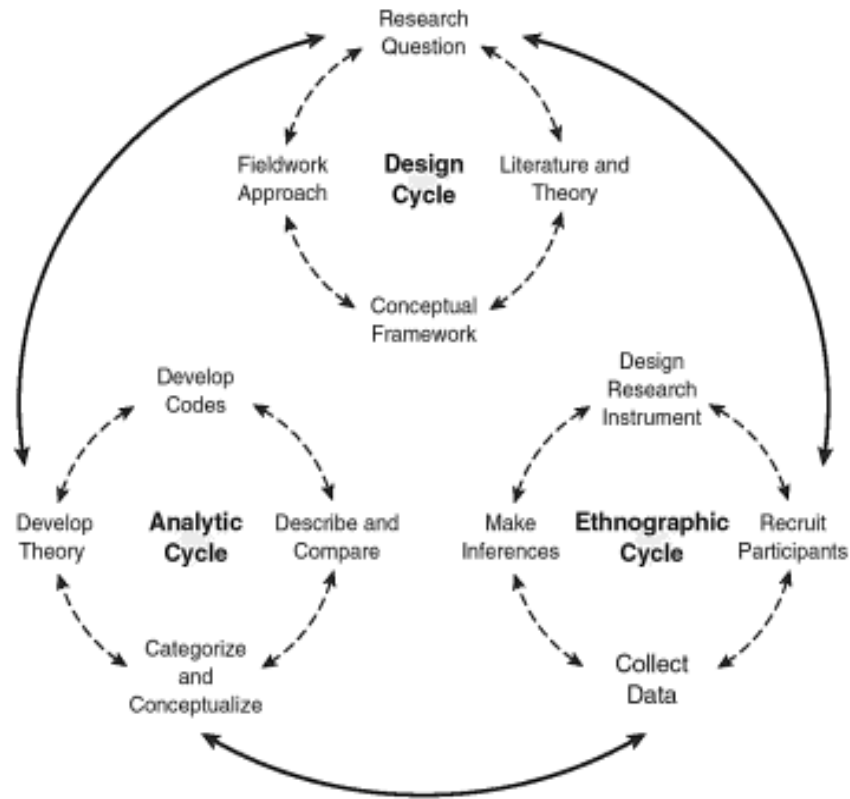 Research
Question
Fieldwork
Approach
Design
Cycle
Literature and
Theory
Conceptual
Framework
Develop
Codes
Develop
Theory
Analytic
Cycle
Describe and
Compare
Categorize
and
Conceptualize
Design
Research
Instrument
Make
Inferences
Ethnographic
Cycle
Recruit
Participants
Collect
Data